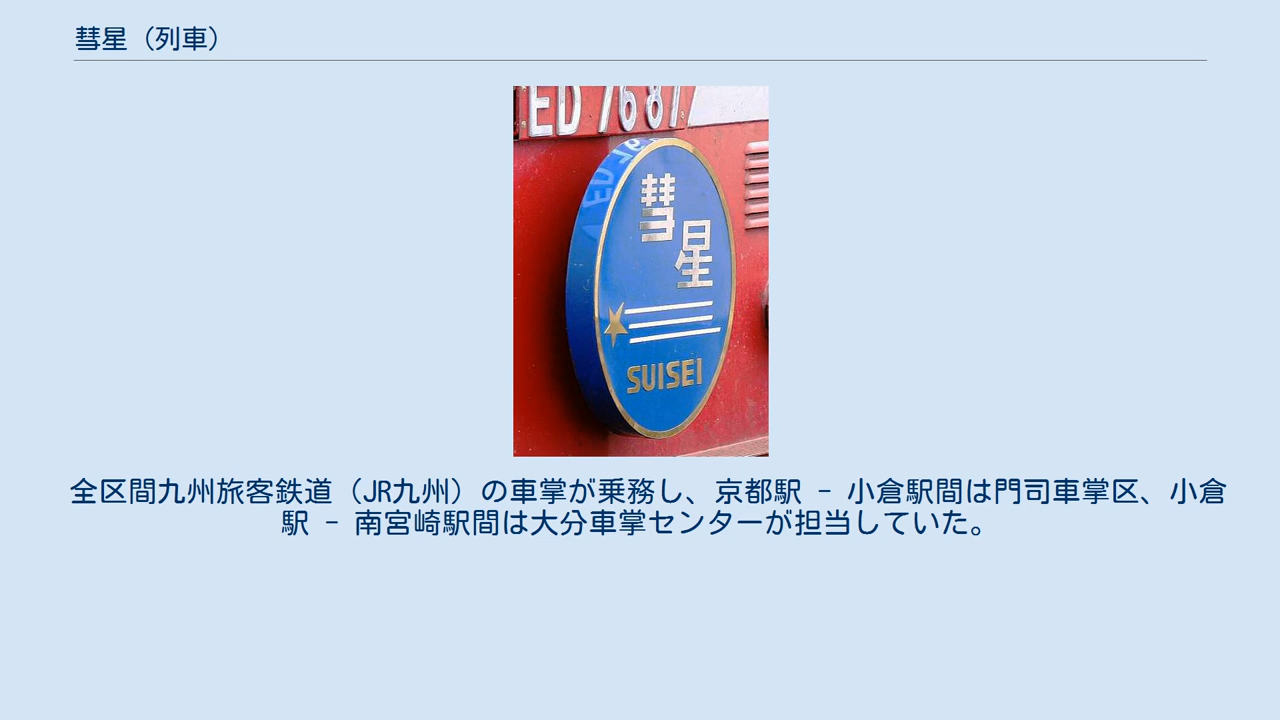 彗星（列車）
ED 76 87
彗星
SUISEI
全区間九州旅客鉄道（JR九州）の車掌が乗務し、京都駅 - 小倉駅間は門司車掌区、小倉
駅 - 南宮崎駅間は大分車掌センターが担当していた。